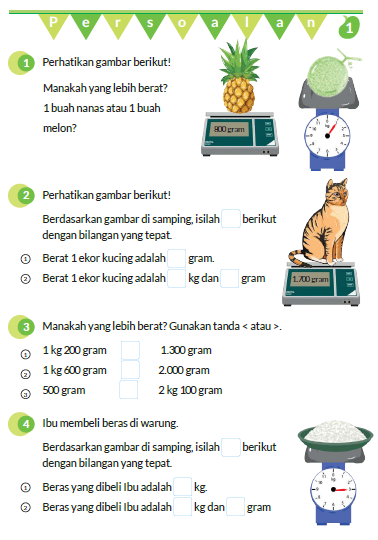 Persoalan 1
1 Perhatikan gambar berikut!
Manakah yang lebih berat?
1 buah nanas atau 1 buah
melon?
800 gram
kg
2 Perhatikan gambar berikut!
Berdasarkan gambar di samping, isilah berikut
dengan bilangan yang tepat.
1 Berat 1 ekor kucing adalah gram.
2 Berat 1 ekor kucing adalah kg dan gram
1.700 gram
3 Manakah yang lebih berat? Gunakan tanda < atau >.
1 1 kg 200 gram 1.300 gram
2 1 kg 600 gram 2.000 gram
3 500 gram 2 kg 100 gram
4 Ibu membeli beras di warung.
Berdasarkan gambar di samping, isilah berikut
dengan bilangan yang tepat.
1 Beras yang dibeli Ibu adalah kg.
2 Beras yang dibeli Ibu adalah kg dan gram
kg